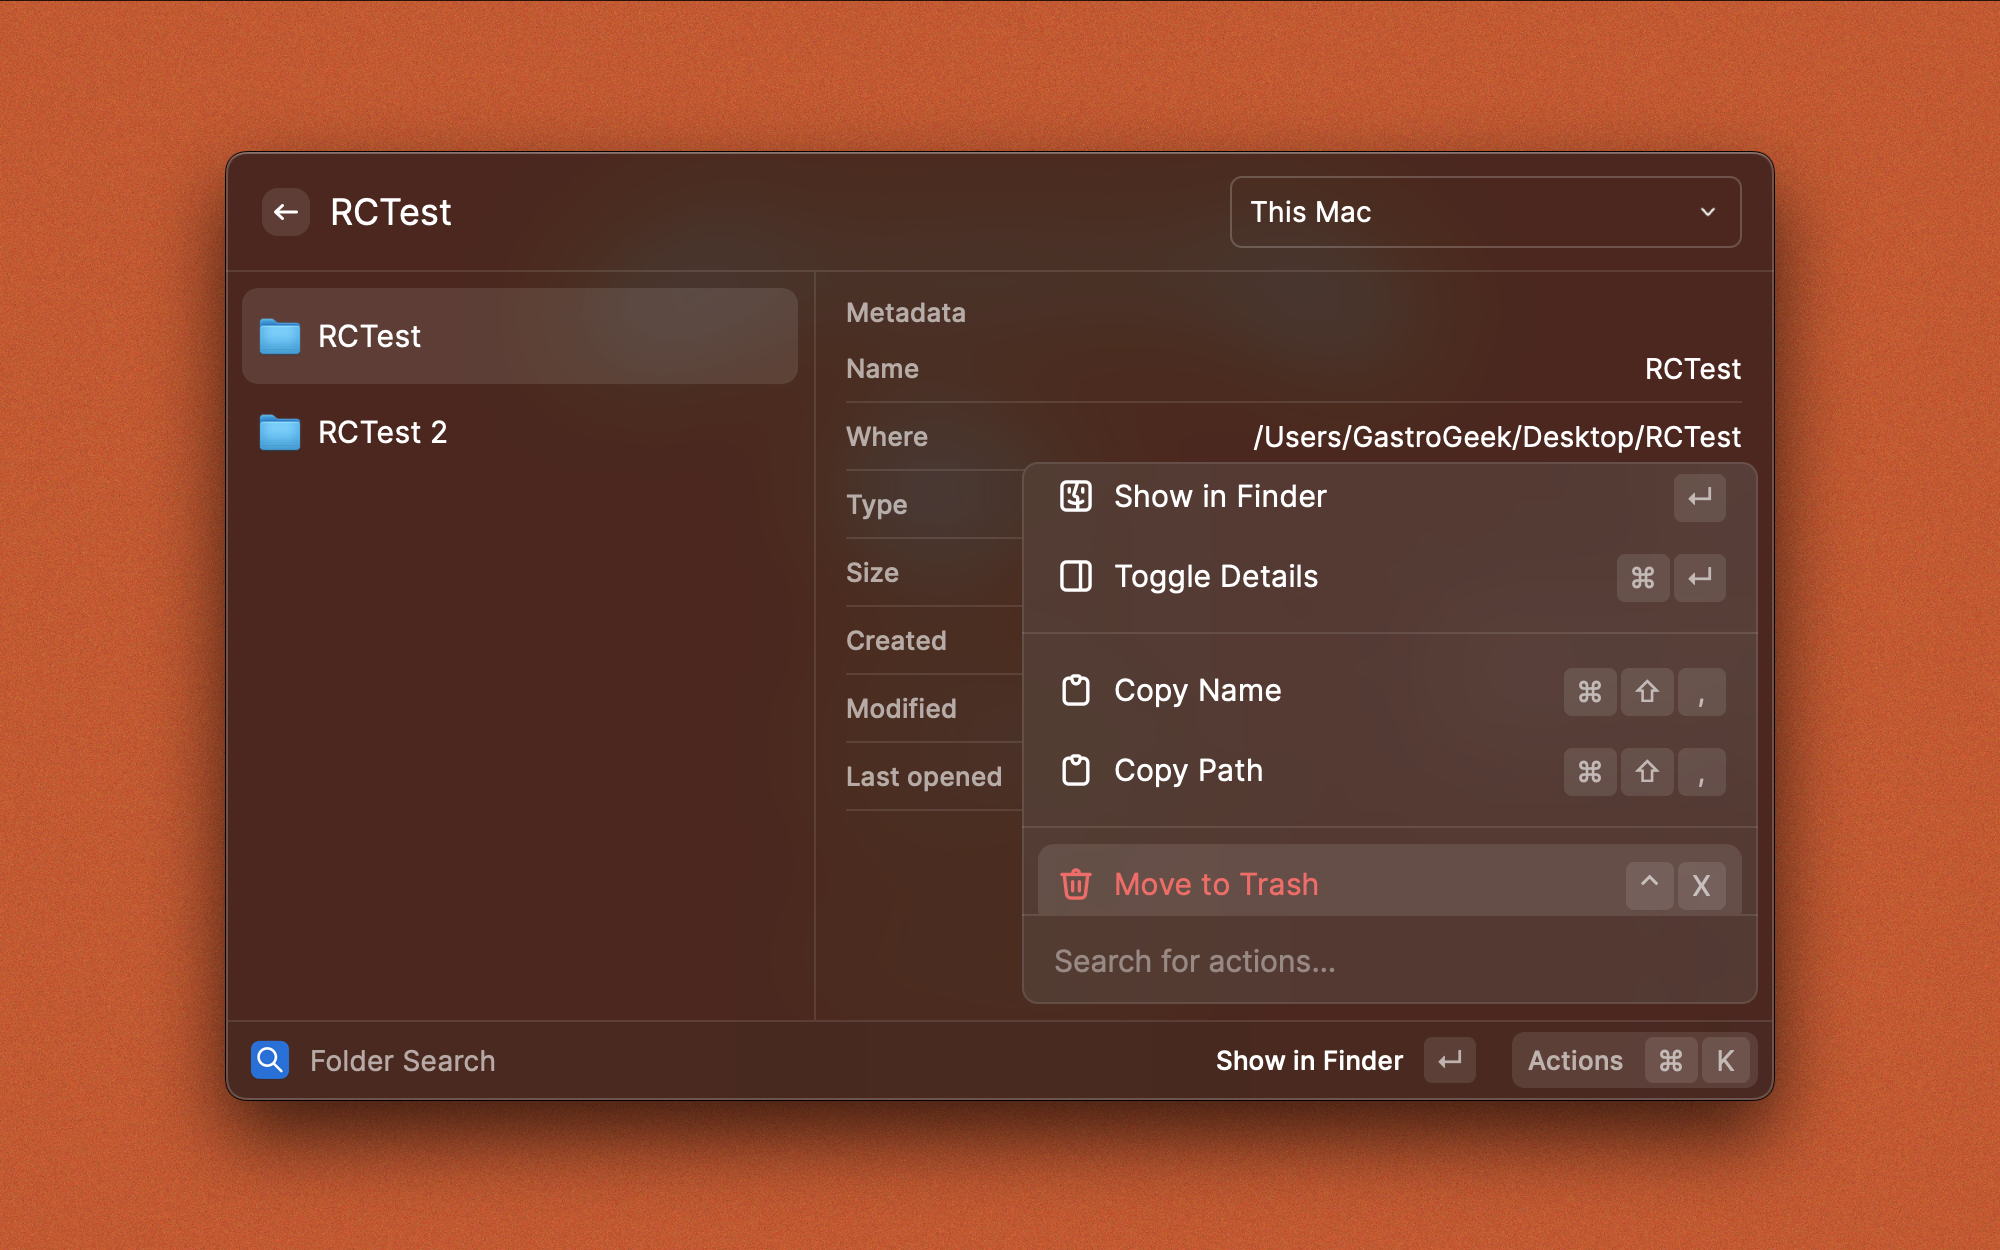 RCTest
This Mac
RCTest
RCTest 2
Metadata
Name RCTest
Where /Users/GastroGeek/Desktop/RCTest
Type
Size
Created
Modified
Last opened
Show in Finder ↵
Toggle Details ⌘ ↵
Copy Name ⌘ ⇧ ,
Copy Path ⌘ ⇧ ,
Move to Trash ^ X
Search for actions...
Folder Search
Show in Finder ↵
Actions ⌘ K